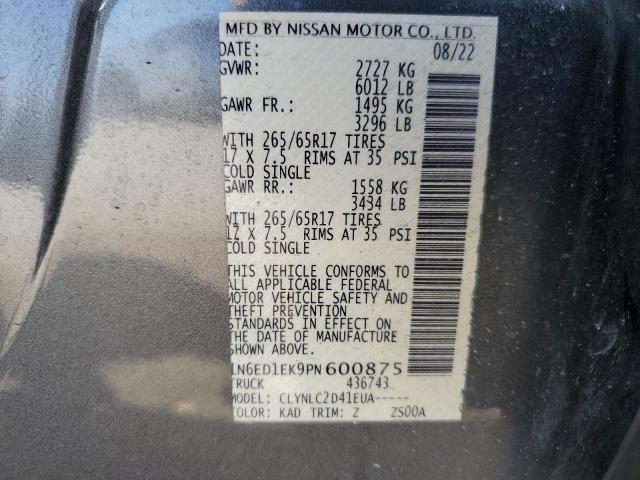 MFD BY NISSAN MOTOR CO., LTD.
DATE: 08/22
GVWR: 2727 KG
6012 LB
GAWR FR.: 1495 KG
3296 LB
WITH 265/65R17 TIRES
17 X 7.5 RIMS AT 35 PSI
COLD SINGLE
GAWR RR.: 1558 KG
3434 LB
WITH 265/65R17 TIRES
17 X 7.5 RIMS AT 35 PSI
COLD SINGLE
THIS VEHICLE CONFORMS TO
ALL APPLICABLE FEDERAL
MOTOR VEHICLE SAFETY AND
THEFT PREVENTION
STANDARDS IN EFFECT ON
THE DATE OF MANUFACTURE
SHOWN ABOVE.
1N6ED1EK9PN600875
TRUCK 436743
MODEL: CLYNLC2D41EUA-----
COLOR: KAD TRIM: Z ZS00A